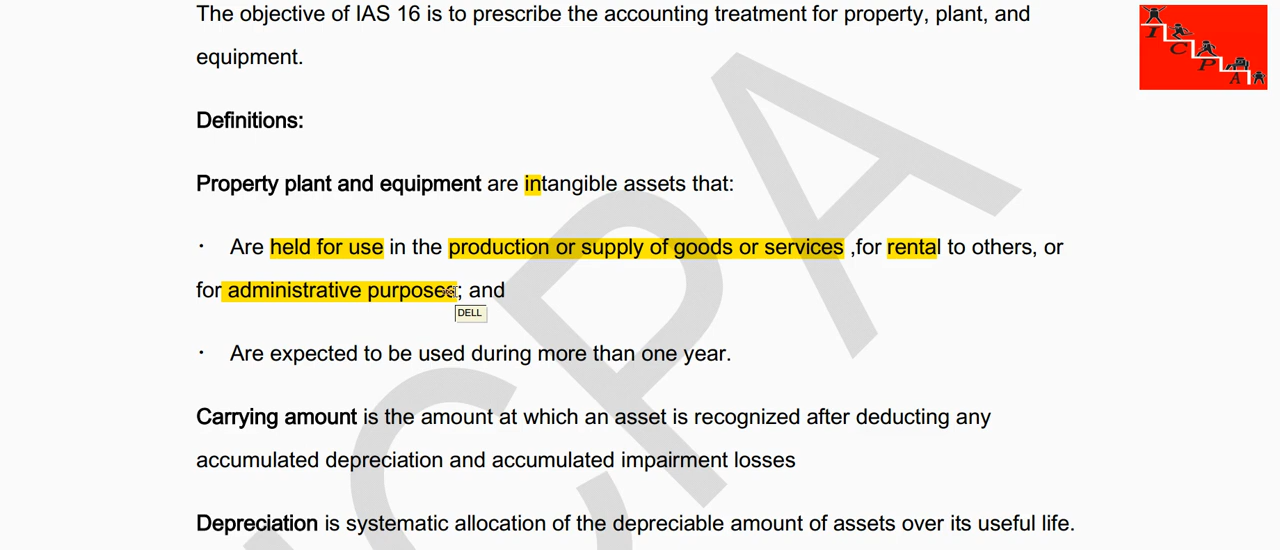 The objective of IAS 16 is to prescribe the accounting treatment for property, plant, and
equipment.
Definitions:
Property plant and equipment are intangible assets that:
· Are held for use in the production or supply of goods or services ,for rental to others, or
for administrative purposes; and
DELL
· Are expected to be used during more than one year.
Carrying amount is the amount at which an asset is recognized after deducting any
accumulated depreciation and accumulated impairment losses
Depreciation is systematic allocation of the depreciable amount of assets over its useful life.
ICPA
CPA